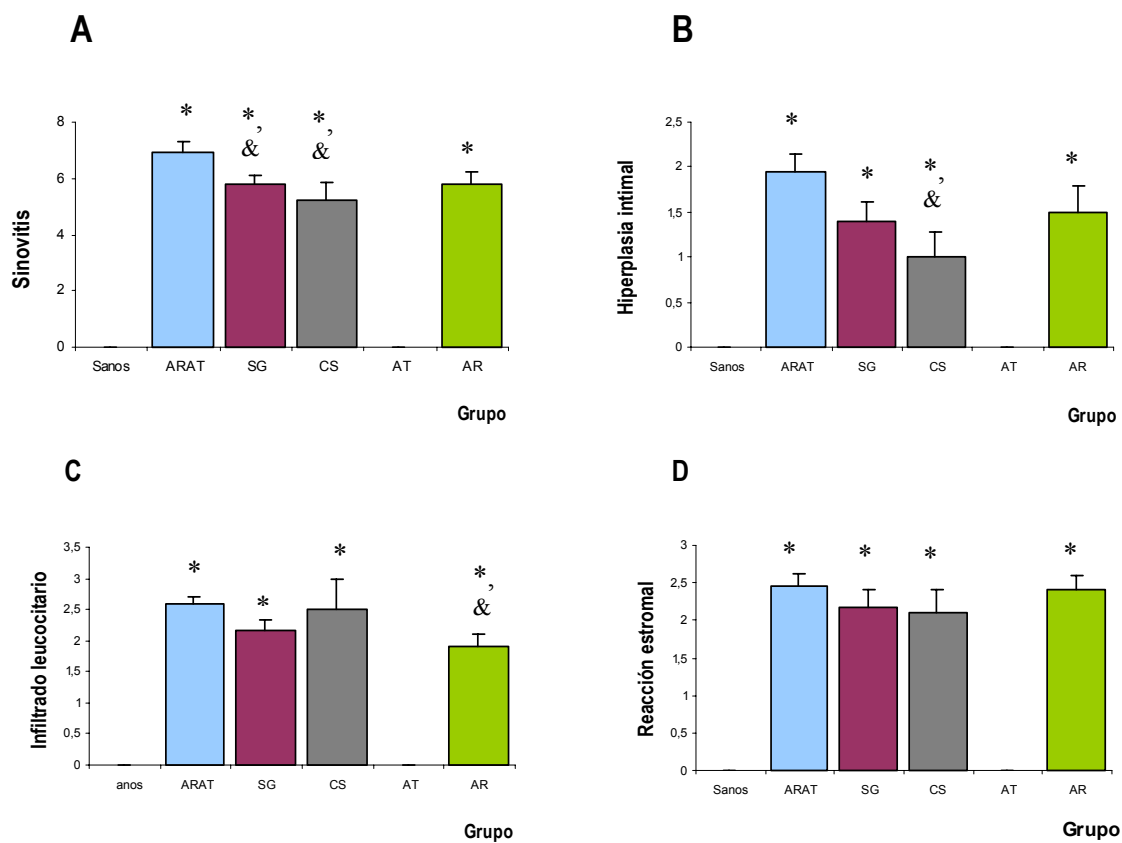 A
Sinovitis
8
6
4
2
0
*
*,
&
*,
&
*
Sanos ARAT SG CS AT AR
Grupo
B
Hiperplasia intimal
2,5
2
1,5
1
0,5
0
*
*
*,
&
*
Sanos ARAT SG CS AT AR
Grupo
C
Infiltrado leucocitario
3,5
3
2,5
2
1,5
1
0,5
0
*
*
*
*,
&
anos ARAT SG CS AT AR
Grupo
D
Reacción estromal
3
2,5
2
1,5
1
0,5
0
*
*
*
*
Sanos ARAT SG CS AT AR
Grupo